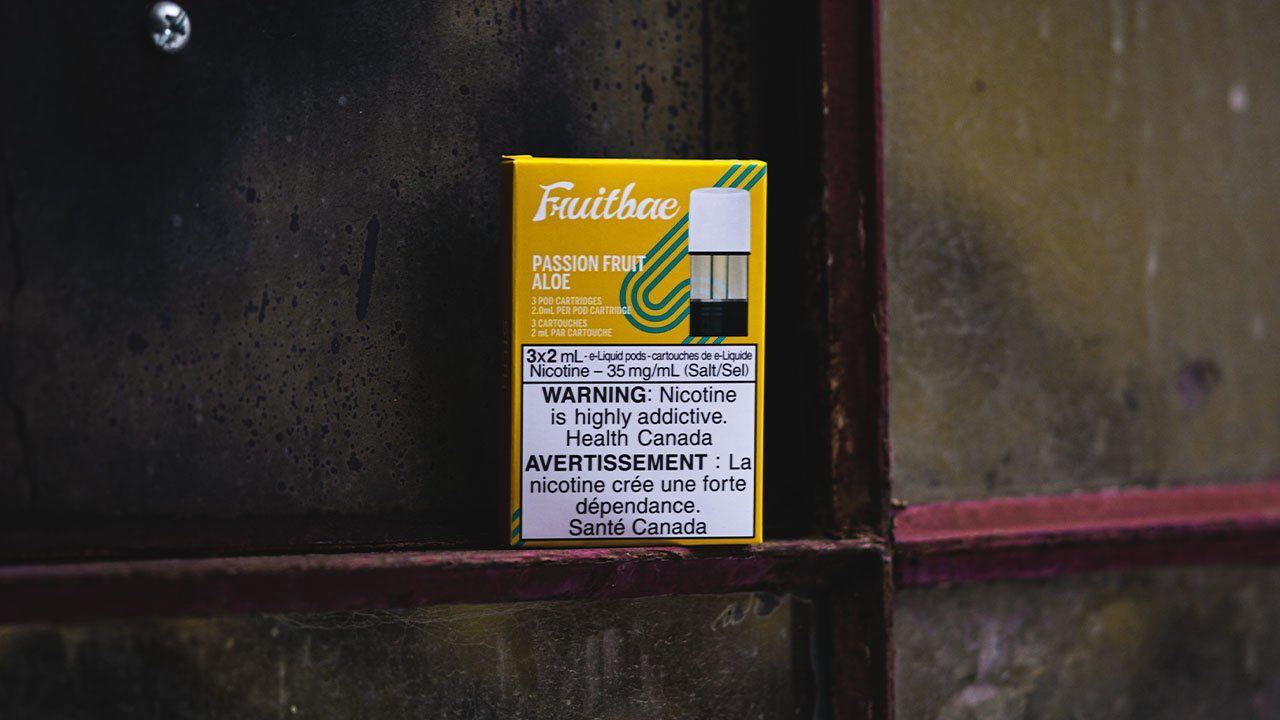 Fruitbae
PASSION FRUIT
ALOE
3 POD CARTRIDGES
2.0mL PER POD CARTRIDGE
3 CARTOUCHES
2 mL PAR CARTOUCHE
3x2 mL - e-Liquid pods - cartouches de e-Liquide
Nicotine – 35 mg/mL (Salt/Sel)
WARNING: Nicotine
is highly addictive.
Health Canada
AVERTISSEMENT : La
nicotine crée une forte
dépendance.
Santé Canada